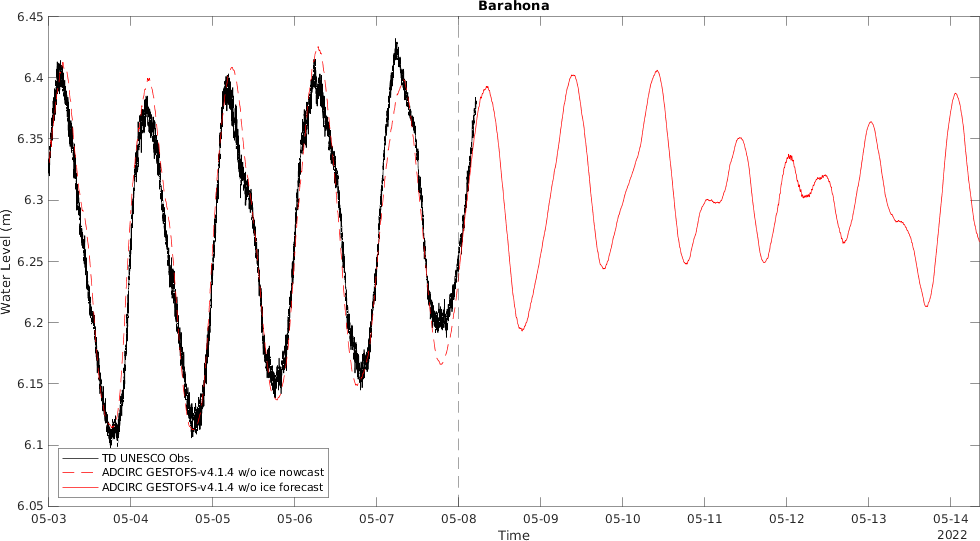 Barahona
6.45
6.4
6.35
6.3
6.25
6.2
6.15
6.1
6.05
Water Level (m)
TD UNESCO Obs.
ADCIRC GESTOFS-v4.1.4 w/o ice nowcast
ADCIRC GESTOFS-v4.1.4 w/o ice forecast
05-03 05-04 05-05 05-06 05-07 05-08 05-09 05-10 05-11 05-12 05-13 05-14
Time
2022